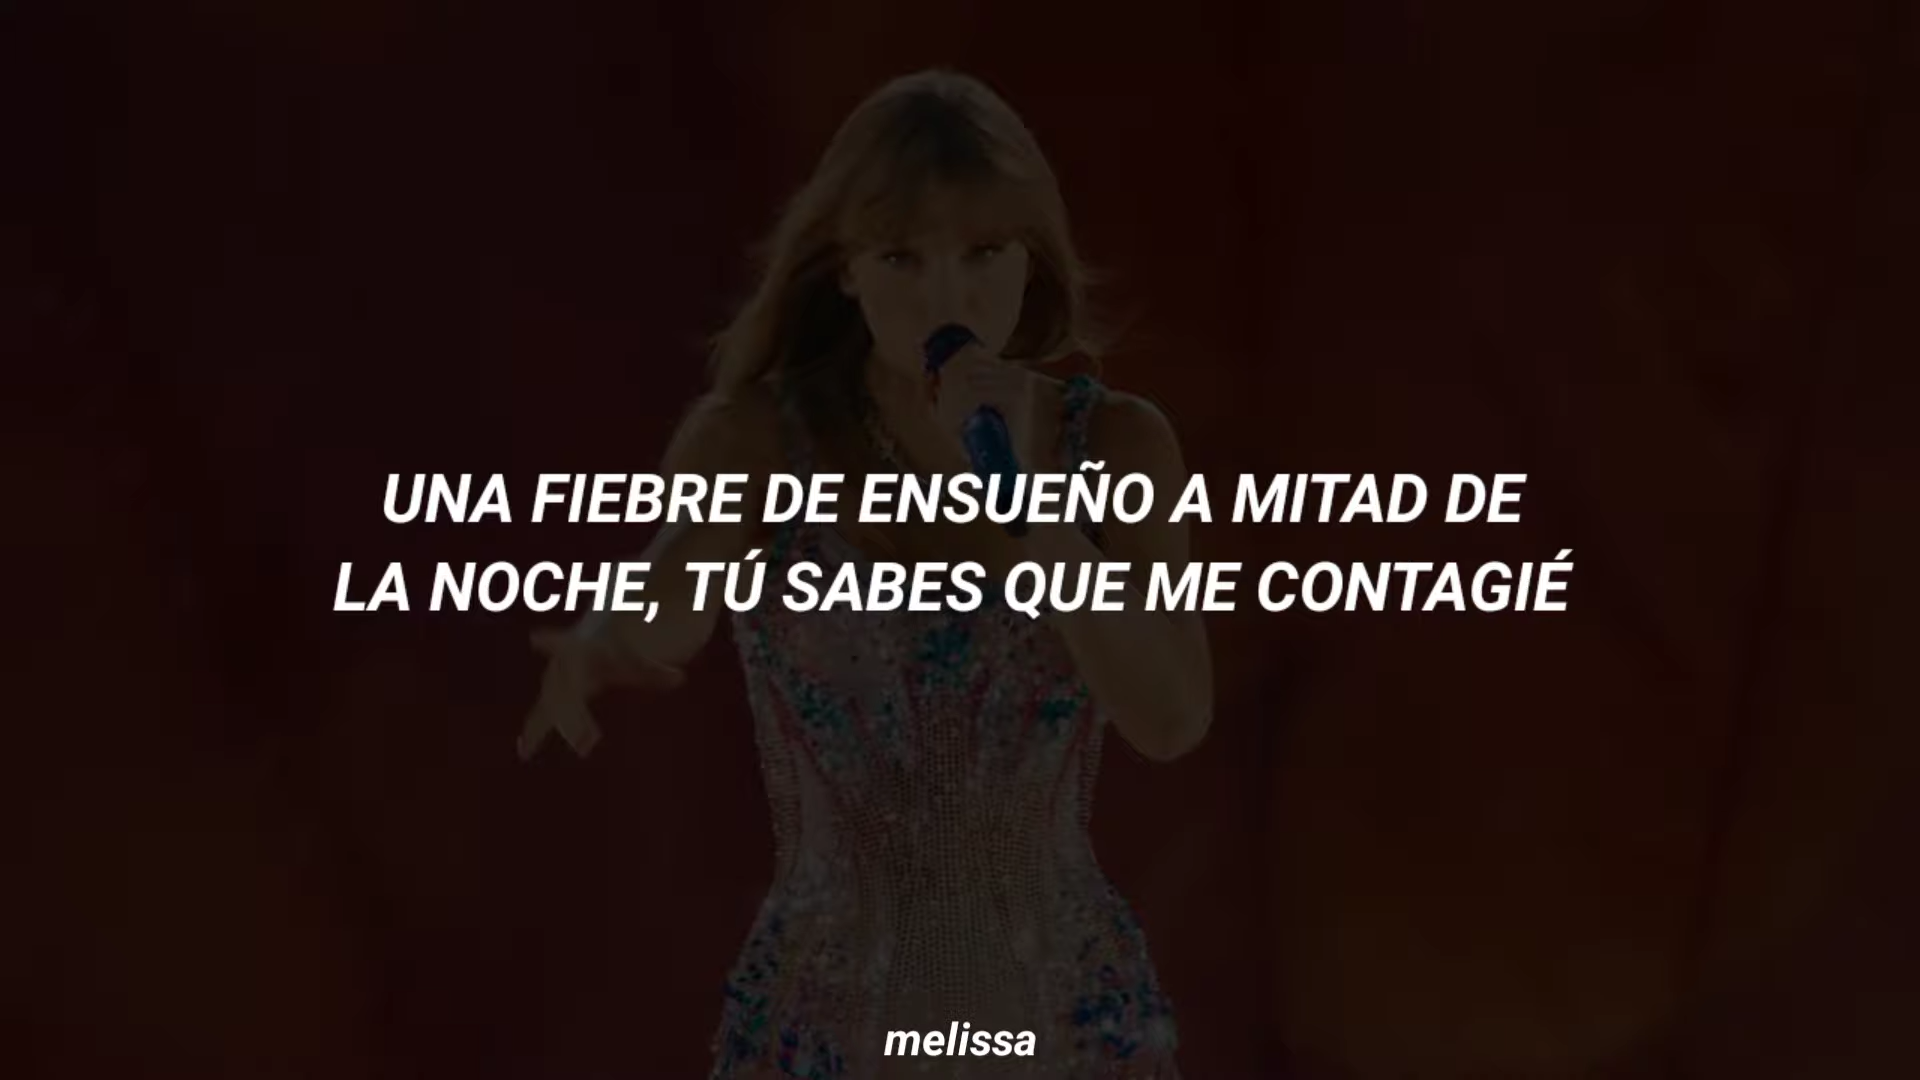 UNA FIEBRE DE ENSUEÑO A MITAD DE
LA NOCHE, TÚ SABES QUE ME CONTAGIÉ
melissa